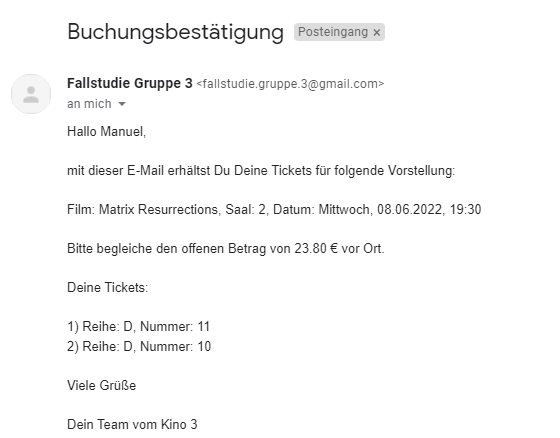 Buchungsbestätigung Posteingang ×
Fallstudie Gruppe 3 <fallstudie.gruppe.3@gmail.com>
an mich
Hallo Manuel,
mit dieser E-Mail erhältst Du Deine Tickets für folgende Vorstellung:
Film: Matrix Resurrections, Saal: 2, Datum: Mittwoch, 08.06.2022, 19:30
Bitte begleiche den offenen Betrag von 23.80 € vor Ort.
Deine Tickets:
1) Reihe: D, Nummer: 11
2) Reihe: D, Nummer: 10
Viele Grüße
Dein Team vom Kino 3